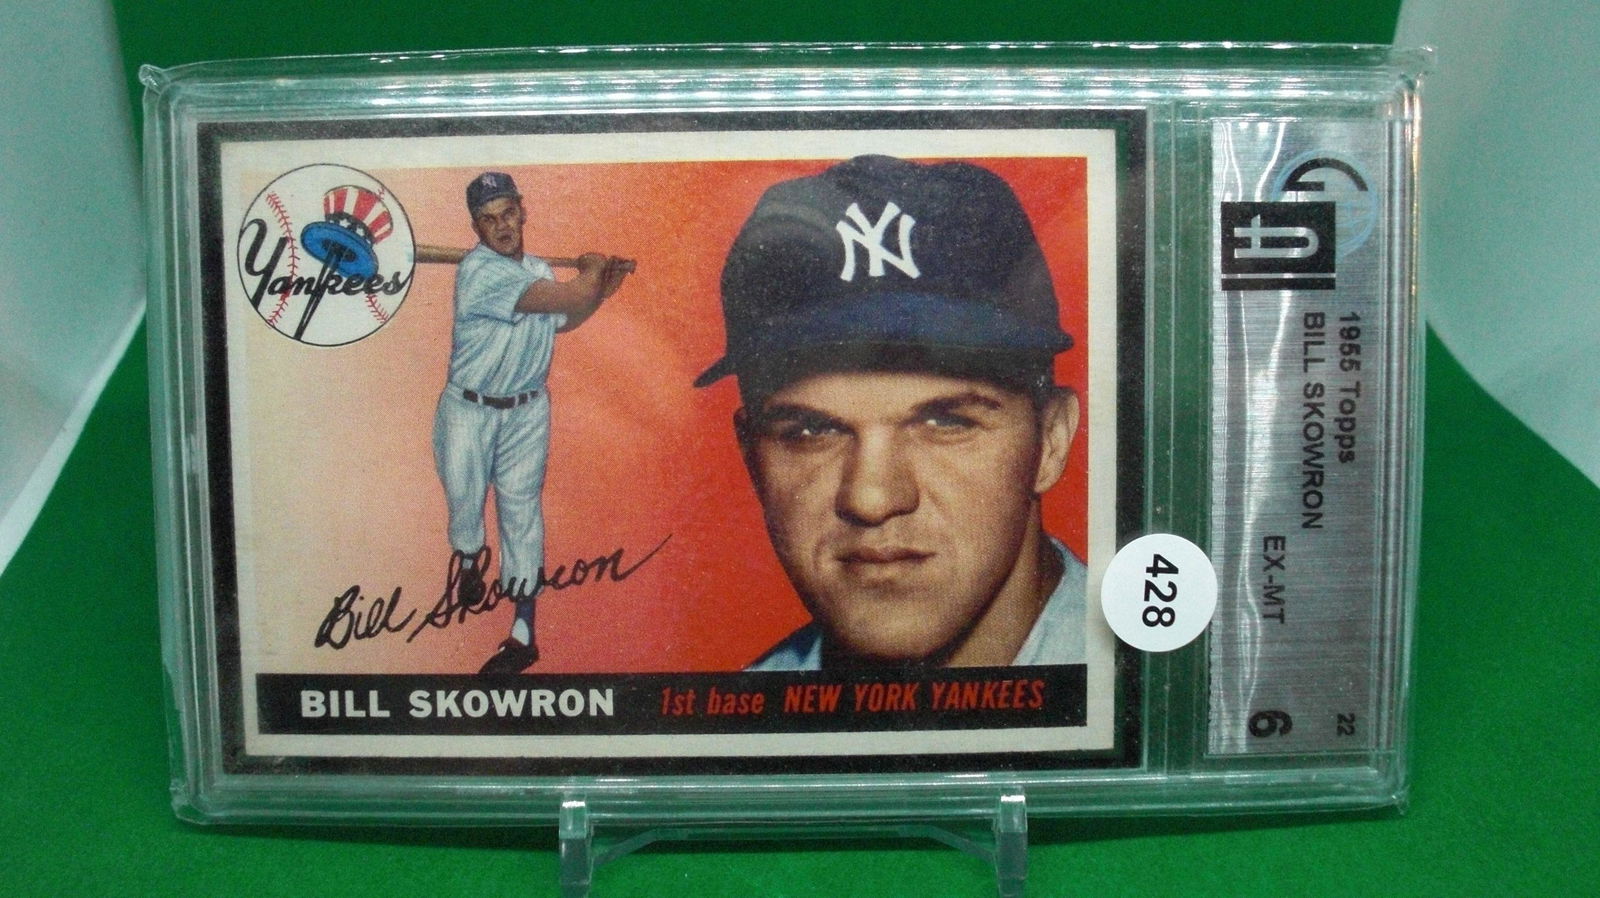 Yankees
NY
NY
Bill Skowron
BILL SKOWRON 1st base NEW YORK YANKEES
428
1955 Topps 22
BILL SKOWRON
EX-MT 6